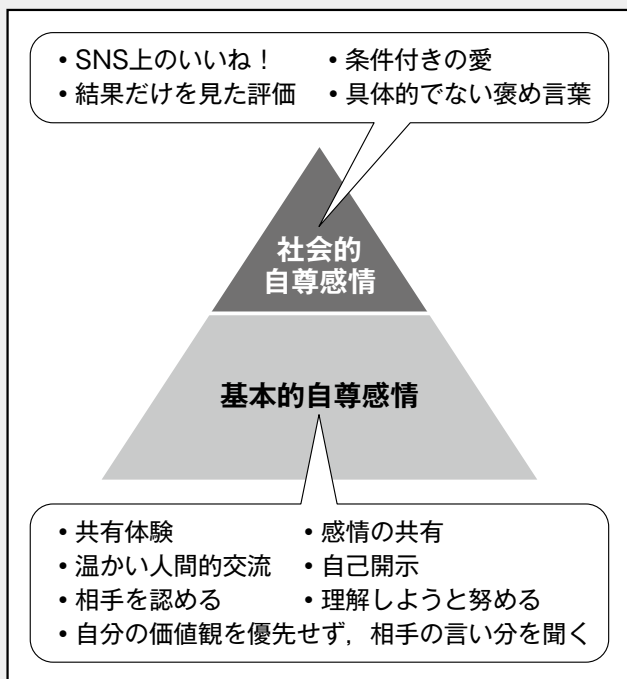 • SNS上のいいね！ • 条件付きの愛
• 結果だけを見た評価 • 具体的でない褒め言葉
社会的
自尊感情
基本的自尊感情
• 共有体験 • 感情の共有
• 温かい人間的交流 • 自己開示
• 相手を認める • 理解しようと努める
• 自分の価値観を優先せず，相手の言い分を聞く